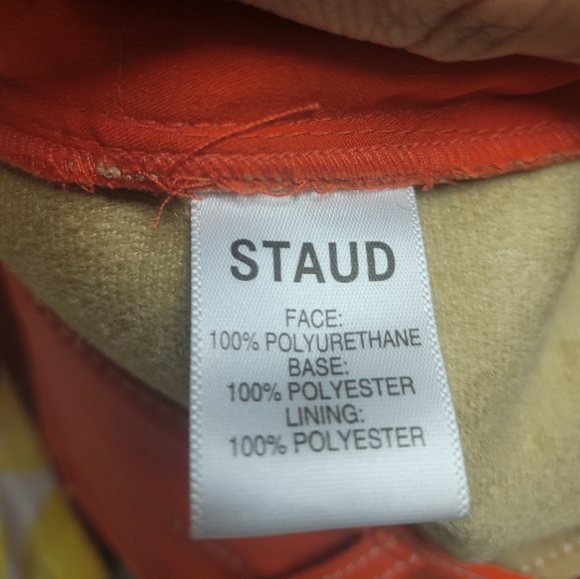 STAUD
FACE:
100% POLYURETHANE
BASE:
100% POLYESTER
LINING:
100% POLYESTER